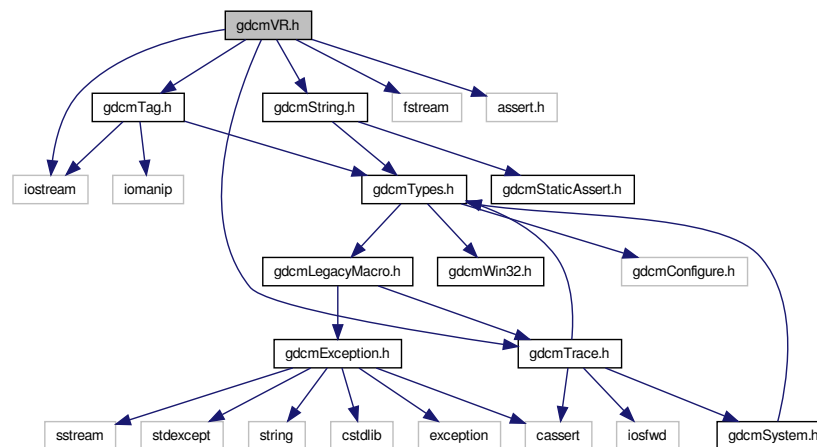 gdcmVR.h
gdcmTag.h
gdcmString.h
fstream
assert.h
iostream
iomanip
gdcmTypes.h
gdcmStaticAssert.h
gdcmLegacyMacro.h
gdcmWin32.h
gdcmConfigure.h
gdcmException.h
gdcmTrace.h
sstream
stdexcept
string
cstdlib
exception
cassert
iosfwd
gdcmSystem.h